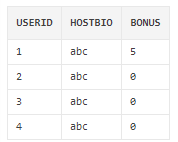 USERID HOSTBIO BONUS
1 abc 5
2 abc 0
3 abc 0
4 abc 0